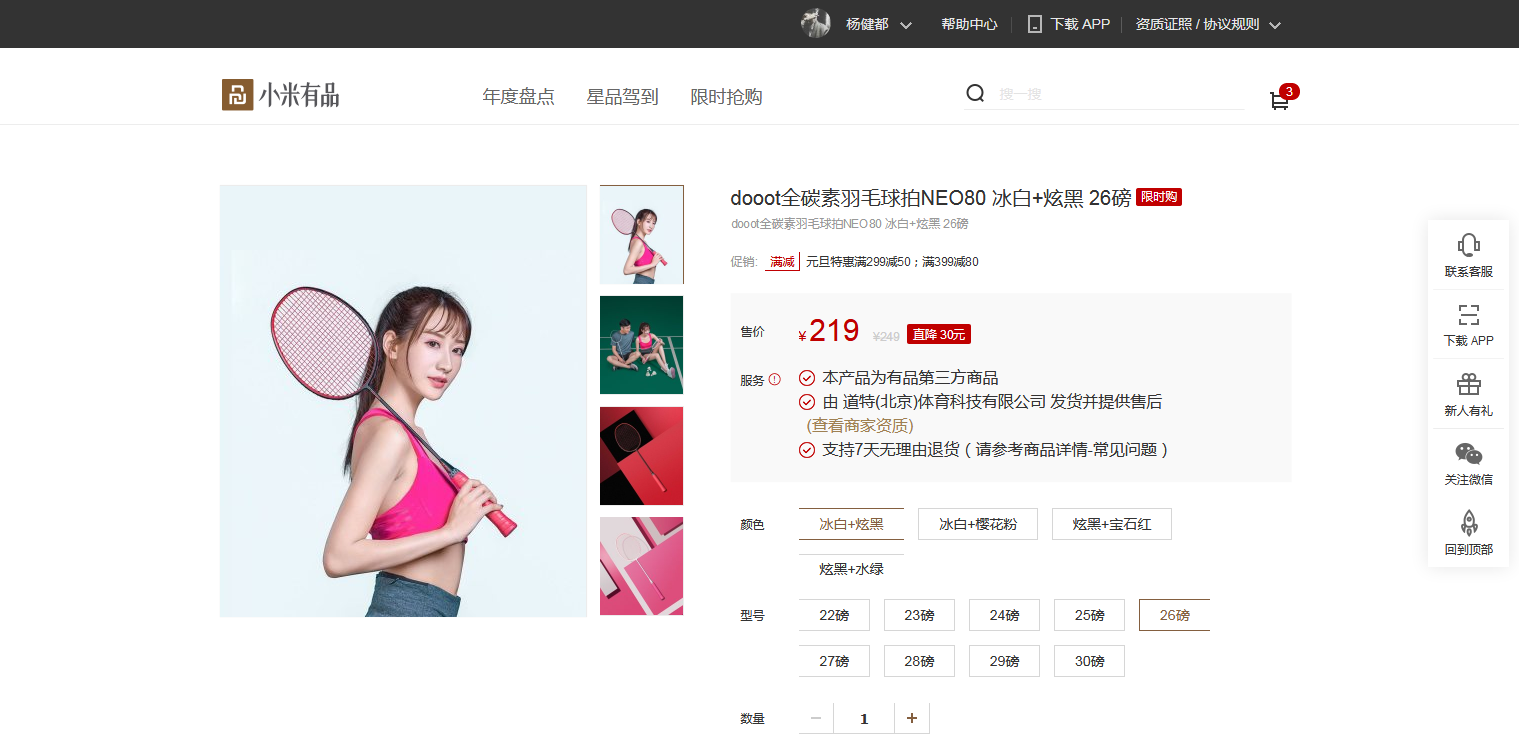 杨健都 帮助中心 下载 APP 资质证照 / 协议规则
小米有品 年度盘点 星品驾到 限时抢购 搜一搜 3
dooot全碳素羽毛球拍NEO80 冰白+炫黑 26磅 限时购
dooot全碳素羽毛球拍NEO80 冰白+炫黑 26磅
促销: 满减 元旦特惠满299减50；满399减80
售价 ¥219 ¥249 直降 30元
服务 本产品为有品第三方商品
由 道特(北京)体育科技有限公司 发货并提供售后
(查看商家资质)
支持7天无理由退货 ( 请参考商品详情-常见问题 )
颜色 冰白+炫黑 冰白+樱花粉 炫黑+宝石红
炫黑+水绿
型号 22磅 23磅 24磅 25磅 26磅
27磅 28磅 29磅 30磅
数量 − 1 +
联系客服
下载 APP
新人有礼
关注微信
回到顶部